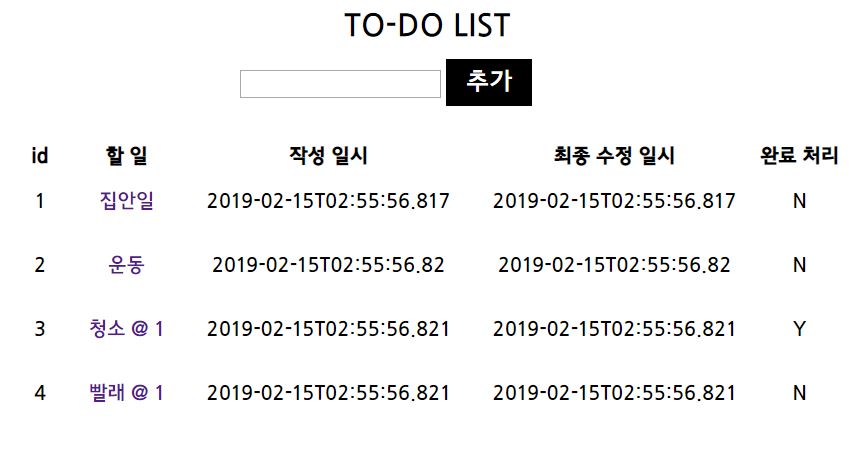 TO-DO LIST
추가
id 할 일 작성 일시 최종 수정 일시 완료 처리
1 집안일 2019-02-15T02:55:56.817 2019-02-15T02:55:56.817 N
2 운동 2019-02-15T02:55:56.82 2019-02-15T02:55:56.82 N
3 청소 @ 1 2019-02-15T02:55:56.821 2019-02-15T02:55:56.821 Y
4 빨래 @ 1 2019-02-15T02:55:56.821 2019-02-15T02:55:56.821 N